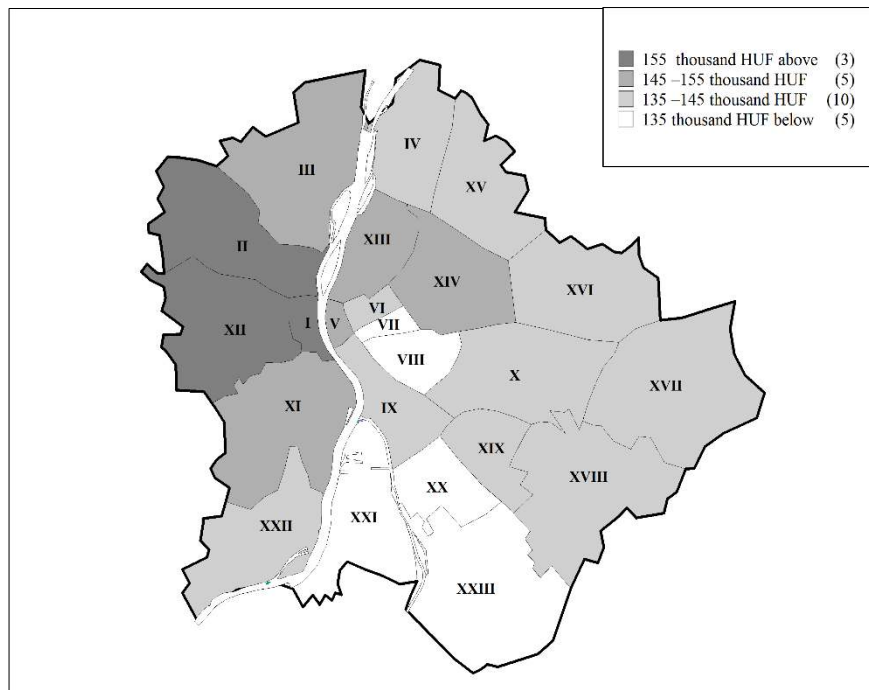 155 thousand HUF above (3)
145 –155 thousand HUF (5)
135 –145 thousand HUF (10)
135 thousand HUF below (5)
IV
III
XV
XIII
II
XIV
XVI
VI
I
V
XII
VII
VIII
X
XVII
XI
IX
XIX
XVIII
XX
XXI
XXII
XXIII